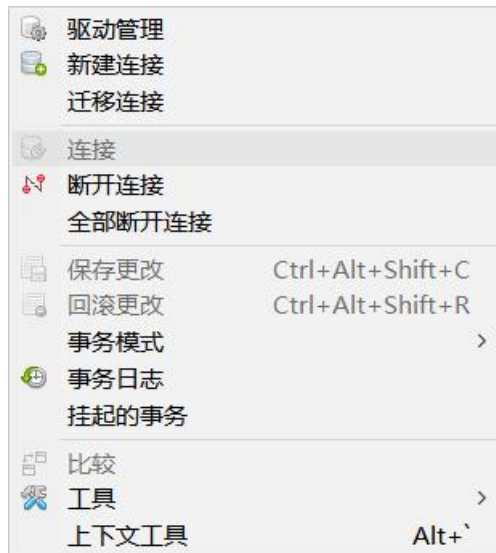 驱动管理
新建连接
迁移连接
连接
断开连接
全部断开连接
保存更改 Ctrl+Alt+Shift+C
回滚更改 Ctrl+Alt+Shift+R
事务模式 >
事务日志
挂起的事务
比较
工具 >
上下文工具 Alt+`